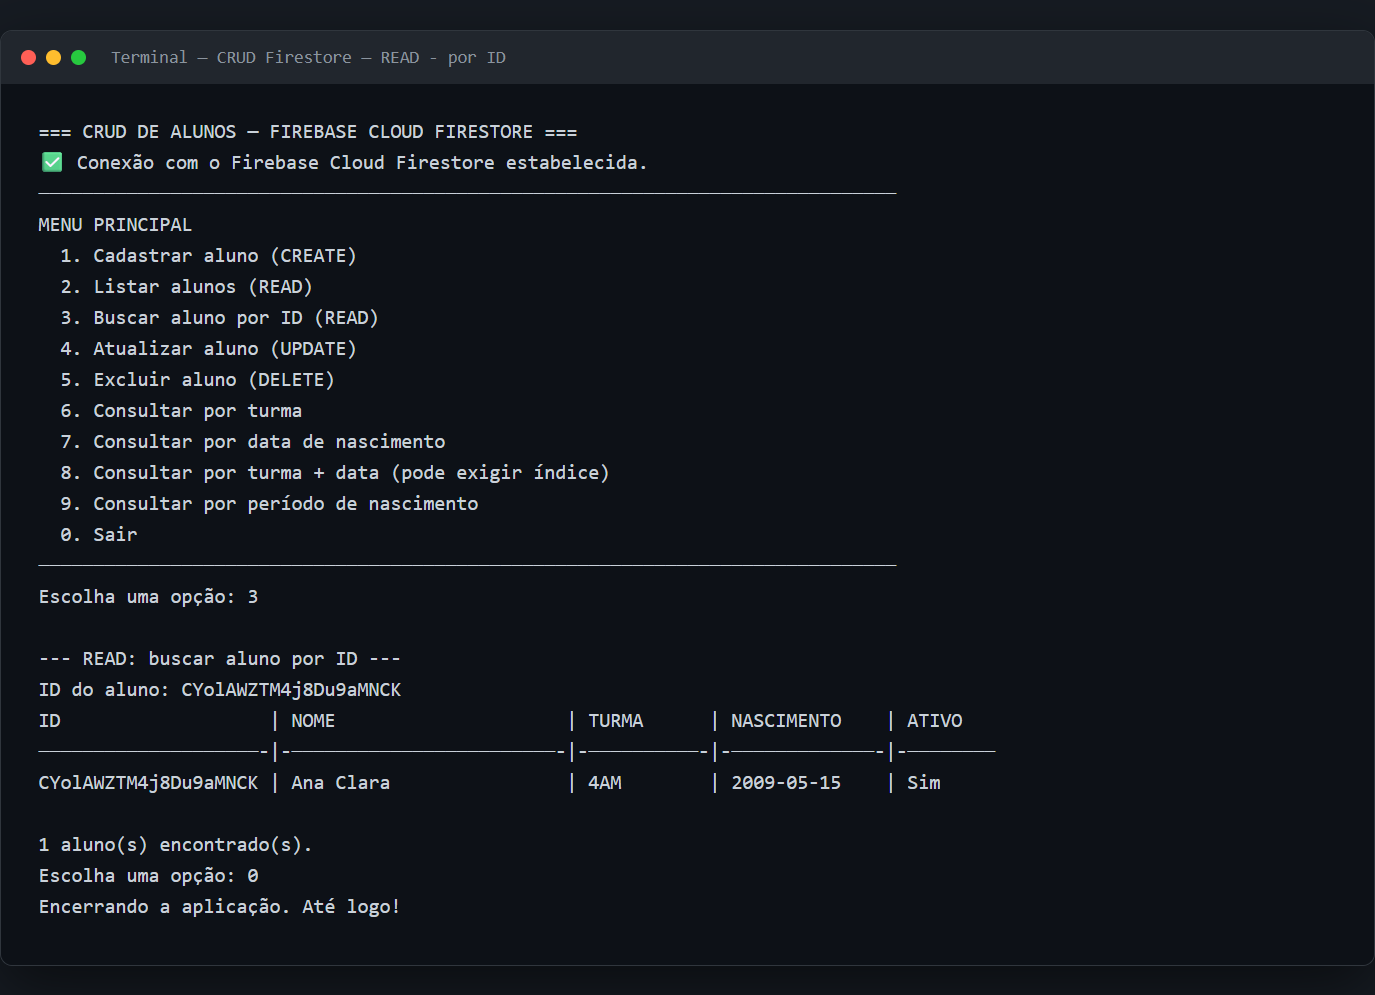 Terminal — CRUD Firestore — READ - por ID
=== CRUD DE ALUNOS — FIREBASE CLOUD FIRESTORE ===
✅ Conexão com o Firebase Cloud Firestore estabelecida.
──────────────────────────────────────────────────────────────────────────────
MENU PRINCIPAL
  1. Cadastrar aluno (CREATE)
  2. Listar alunos (READ)
  3. Buscar aluno por ID (READ)
  4. Atualizar aluno (UPDATE)
  5. Excluir aluno (DELETE)
  6. Consultar por turma
  7. Consultar por data de nascimento
  8. Consultar por turma + data (pode exigir índice)
  9. Consultar por período de nascimento
  0. Sair
──────────────────────────────────────────────────────────────────────────────
Escolha uma opção: 3
--- READ: buscar aluno por ID ---
ID do aluno: CYolAWZTM4j8Du9aMNCK
ID                   | NOME                     | TURMA      | NASCIMENTO    | ATIVO
─────────────────────-|-────────────────────────-|-──────────-|-─────────────-|-────────
CYolAWZTM4j8Du9aMNCK | Ana Clara                | 4AM        | 2009-05-15    | Sim
1 aluno(s) encontrado(s).
Escolha uma opção: 0
Encerrando a aplicação. Até logo!